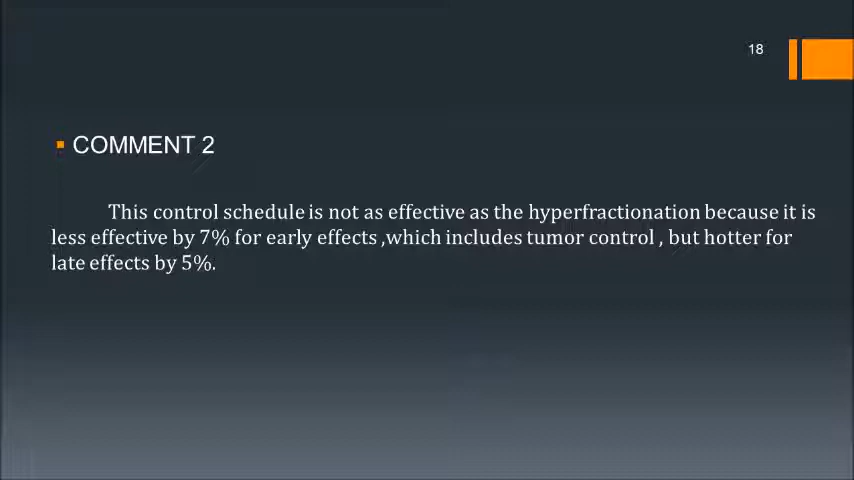 18
COMMENT 2
This control schedule is not as effective as the hyperfractionation because it is
less effective by 7% for early effects ,which includes tumor control , but hotter for
late effects by 5%.